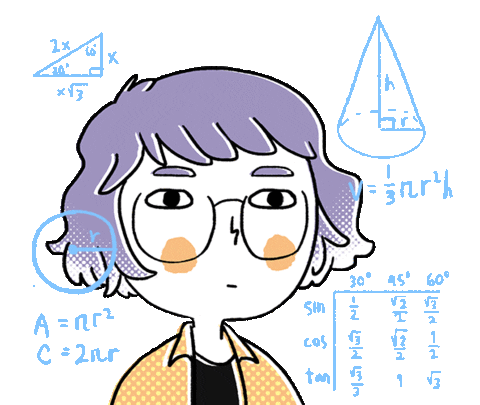 2x
60°
x
30°
x√3
h
r
V = 1/3 πr²h
r
A = πr²
C = 2πr
30° 45° 60°
sin 1/2 √2/2 √3/2
cos √3/2 √2/2 1/2
tan √3/3 1 √3